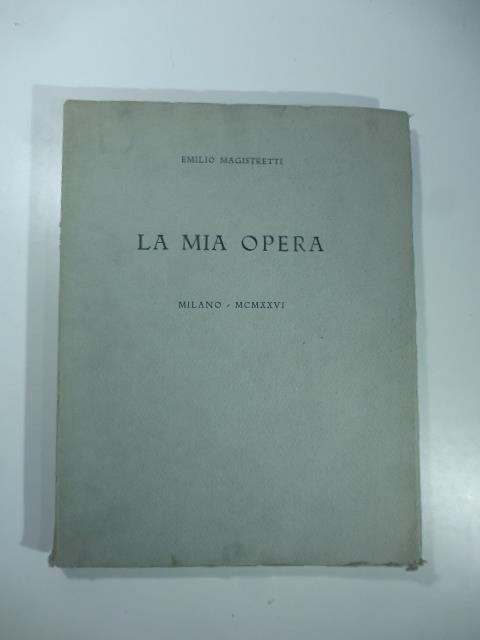 EMILIO MAGISTRETTI
LA MIA OPERA
MILANO - MCMXXVI